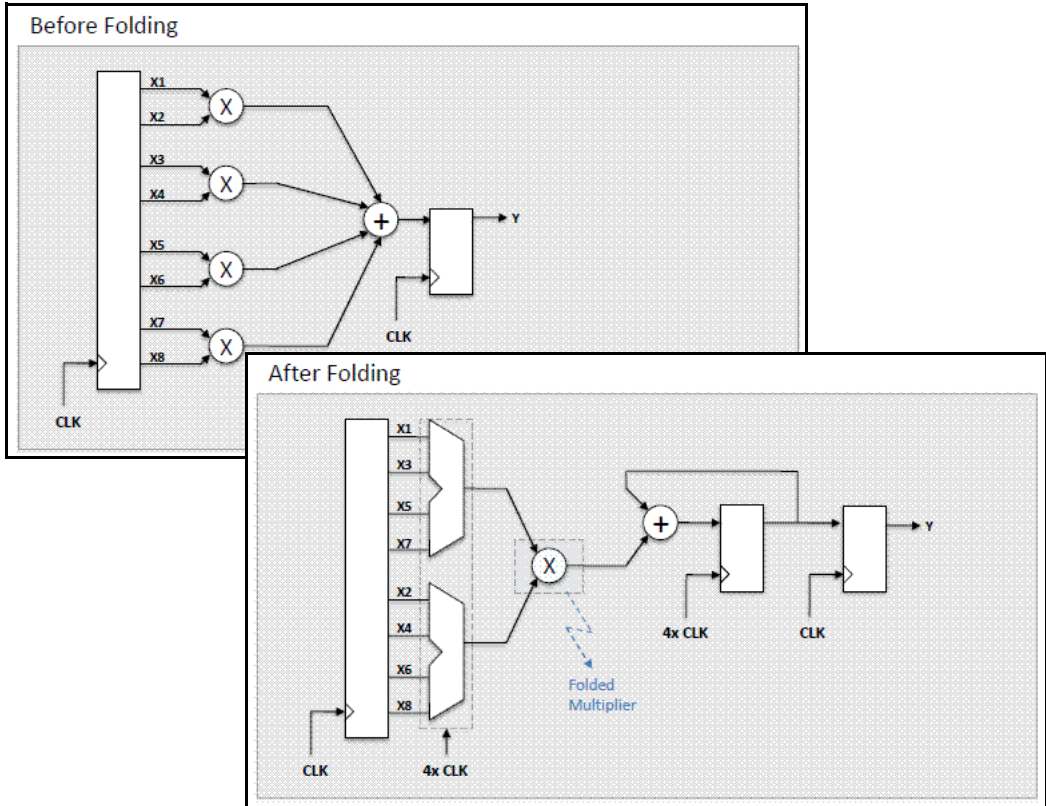 Before Folding
X1
X
X2
X3
X
X4
+
Y
X5
X
X6
X7
X
X8
CLK
CLK
After Folding
X1
X3
X5
X7
X2
X4
X6
X8
X
+
Y
4x CLK
CLK
Folded
Multiplier
CLK
4x CLK